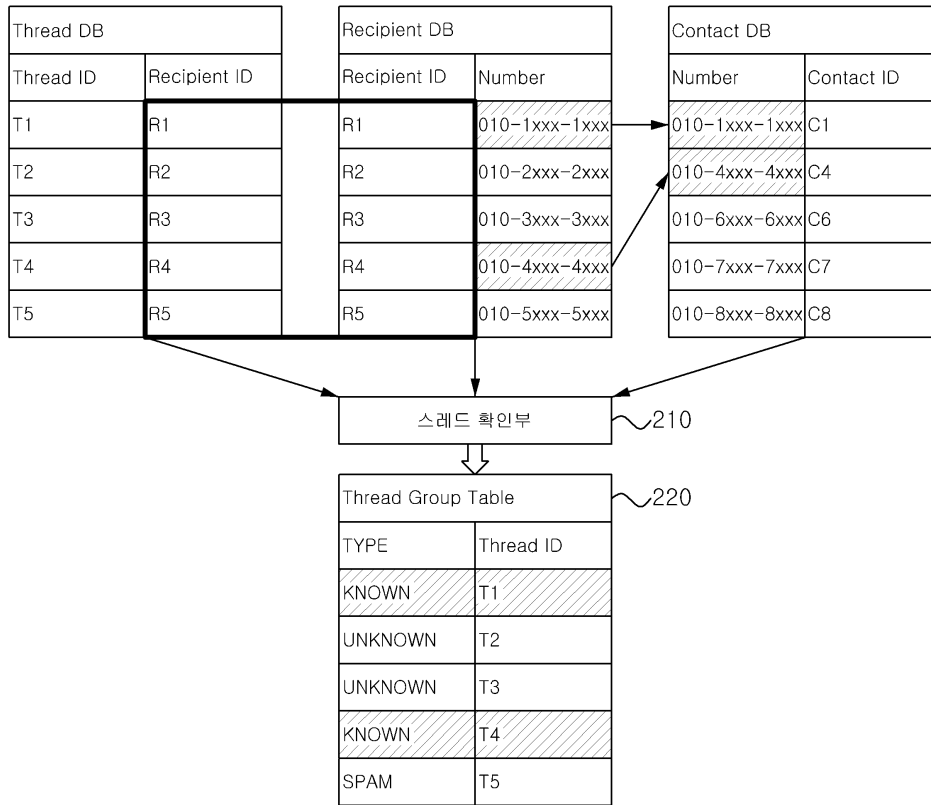 Thread DB Recipient DB Contact DB
Thread ID Recipient ID Recipient ID Number Number Contact ID
T1 R1 R1 010-1xxx-1xxx 010-1xxx-1xxx C1
T2 R2 R2 010-2xxx-2xxx 010-4xxx-4xxx C4
T3 R3 R3 010-3xxx-3xxx 010-6xxx-6xxx C6
T4 R4 R4 010-4xxx-4xxx 010-7xxx-7xxx C7
T5 R5 R5 010-5xxx-5xxx 010-8xxx-8xxx C8
스레드 확인부 210
Thread Group Table 220
TYPE Thread ID
KNOWN T1
UNKNOWN T2
UNKNOWN T3
KNOWN T4
SPAM T5